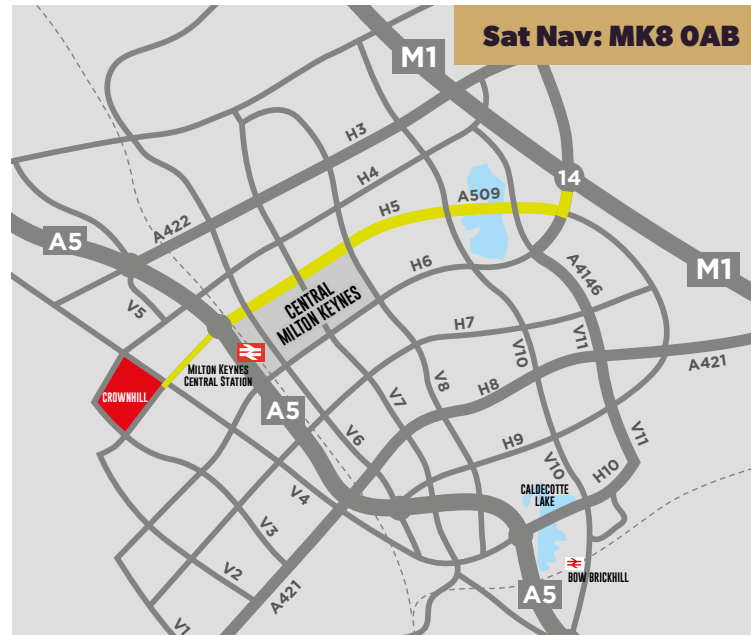 Sat Nav: MK8 0AB
M1
H3
14
H4
A509
H5
A422
A5
H6
A4146
M1
V5
CENTRAL
MILTON KEYNES
H7
V10
V11
MILTON KEYNES
CENTRAL STATION
A421
V8
H8
CROWNHILL
V7
A5
V6
H9
V11
V10
H10
V4
CALDECOTTE
LAKE
V3
V2
BOW BRICKHILL
A421
A5
V1